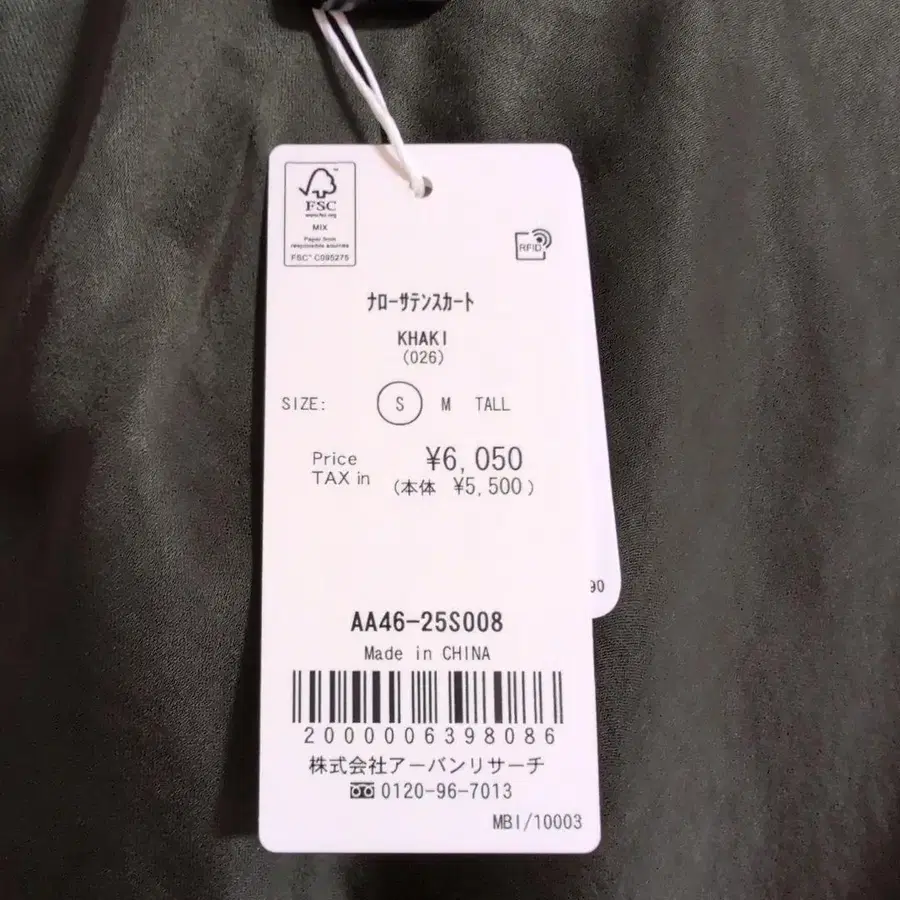 FSC
www.fsc.org
MIX
Paper from
responsible sources
FSC™ C095275
RFID
ﾅﾛｰｻﾃﾝｽｶｰﾄ
KHAKI
(026)
SIZE: S M TALL
Price ¥6,050
TAX in (本体 ¥5,500)
90
AA46-25S008
Made in CHINA
2000006398086
株式会社アーバンリサーチ
0120-96-7013
MBI/10003